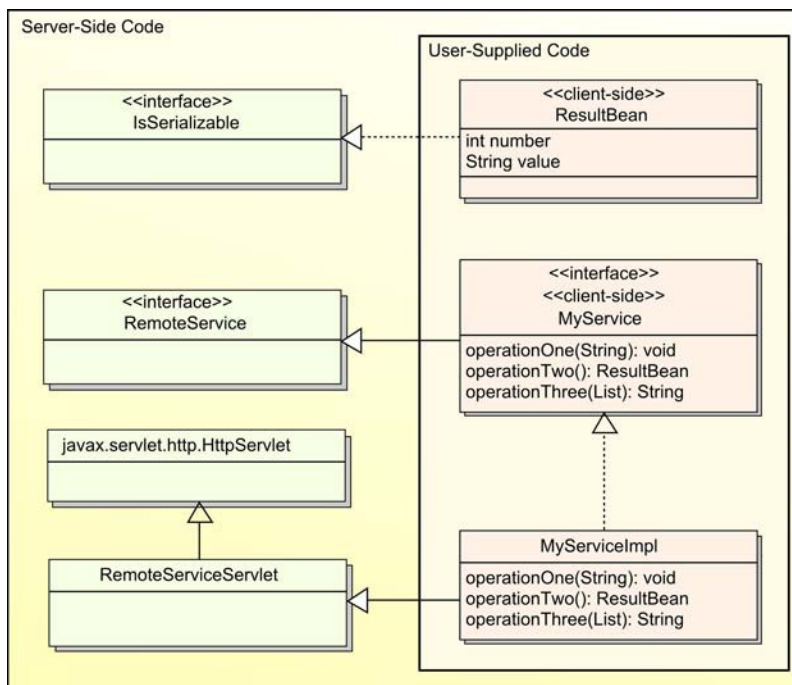 Server-Side Code
User-Supplied Code
<<interface>>
IsSerializable
<<client-side>>
ResultBean
int number
String value
<<interface>>
RemoteService
<<interface>>
<<client-side>>
MyService
operationOne(String): void
operationTwo(): ResultBean
operationThree(List): String
javax.servlet.http.HttpServlet
RemoteServiceServlet
MyServiceImpl
operationOne(String): void
operationTwo(): ResultBean
operationThree(List): String